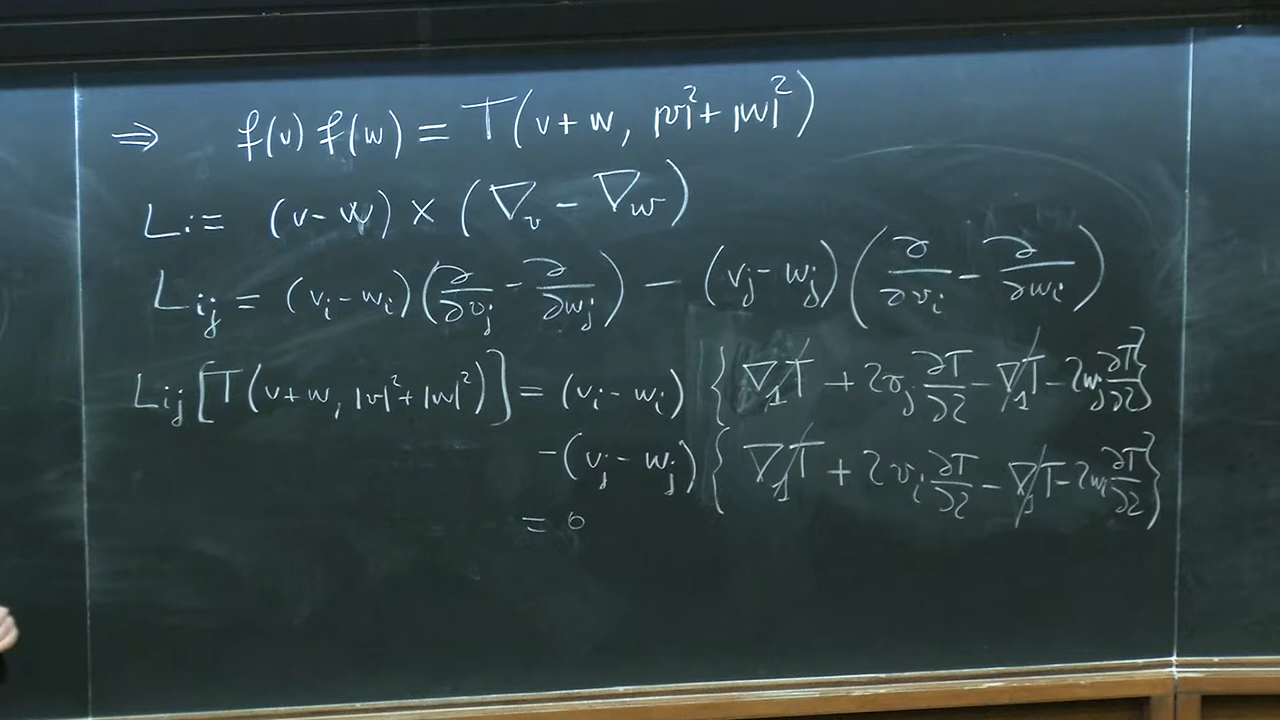 ⇒ f(v) f(w) = T(v+w, |v|²+|w|²)
L i = (v-w) × (∇_v - ∇_w)
L_ij = (v_i - w_i)(∂/∂v_j - ∂/∂w_j) - (v_j - w_j)(∂/∂v_i - ∂/∂w_i)
L_ij [T(v+w, |v|²+|w|²)] = (v_i - w_i) { ∇_1 T + 2v_j ∂T/∂2 - ∇_1 T - 2w_j ∂T/∂2 }
-(v_j - w_j) { ∇_1 T + 2v_i ∂T/∂2 - ∇_1 T - 2w_i ∂T/∂2 }
= 0